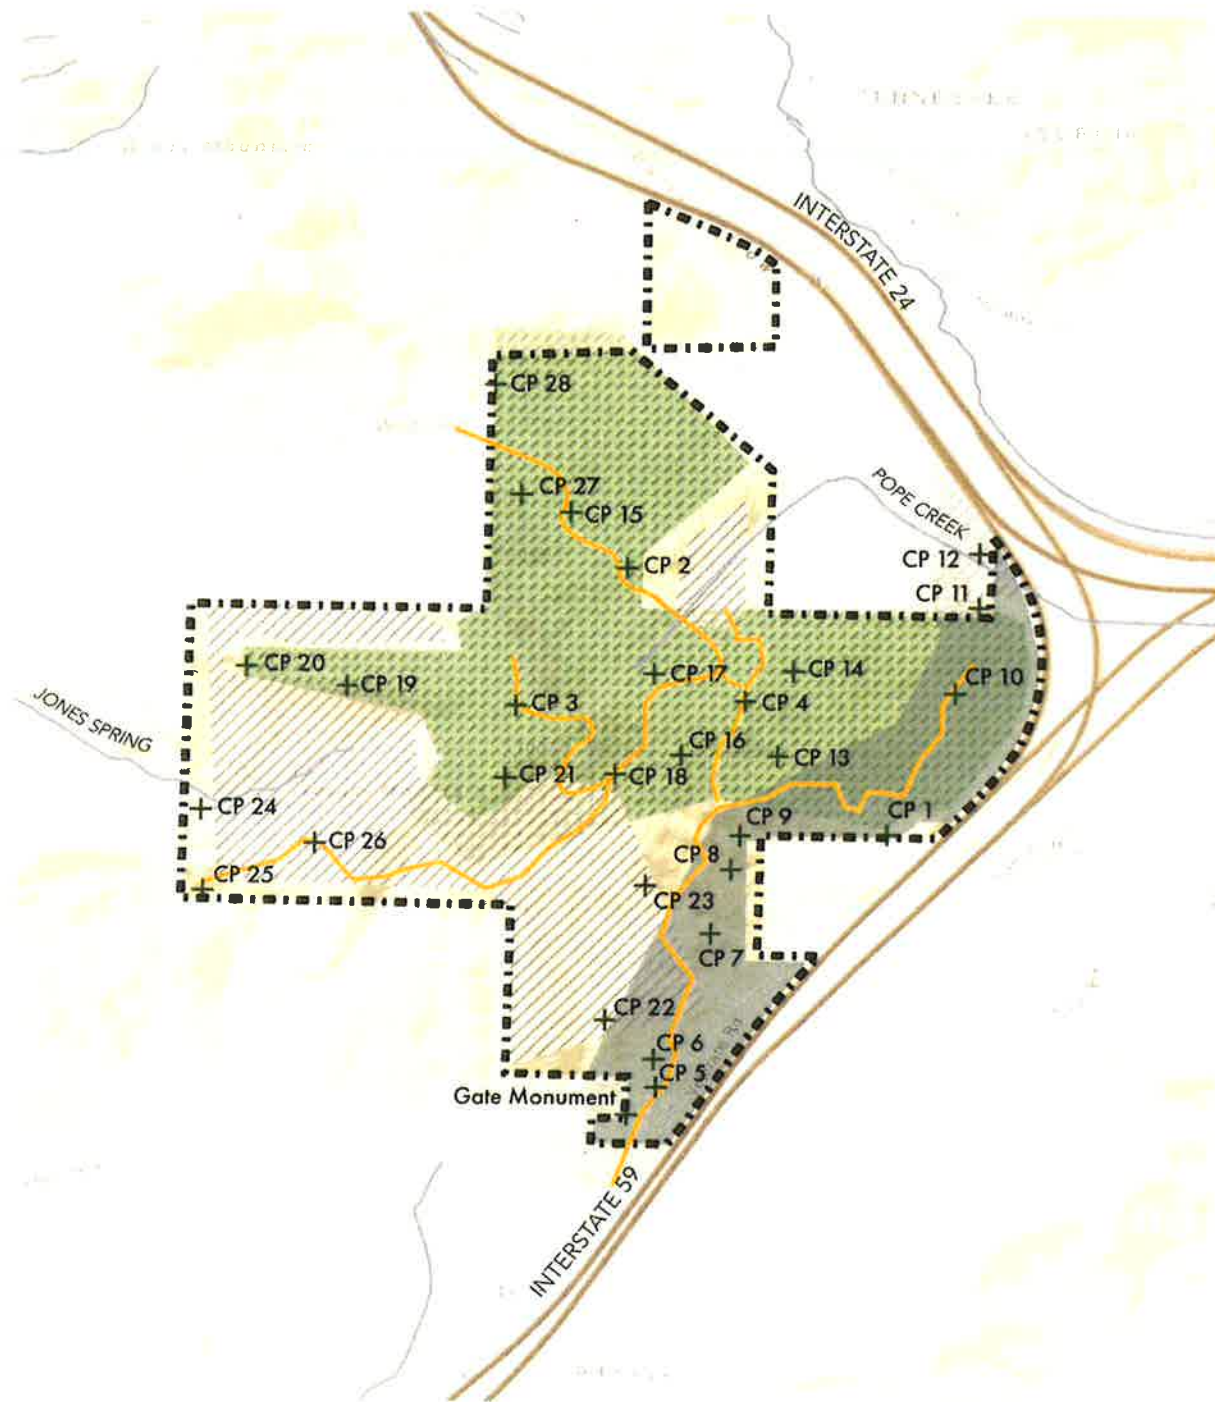 INTERSTATE 24
CP 28
POPE CREEK
CP 27
CP 15
CP 12
CP 2
CP 11
CP 20
CP 17
CP 14
CP 10
CP 19
CP 3
CP 4
JONES SPRING
CP 16
CP 13
CP 21
CP 18
CP 24
CP 9
CP 1
CP 26
CP 8
CP 25
CP 23
CP 7
CP 22
CP 6
CP 5
Gate Monument
INTERSTATE 59